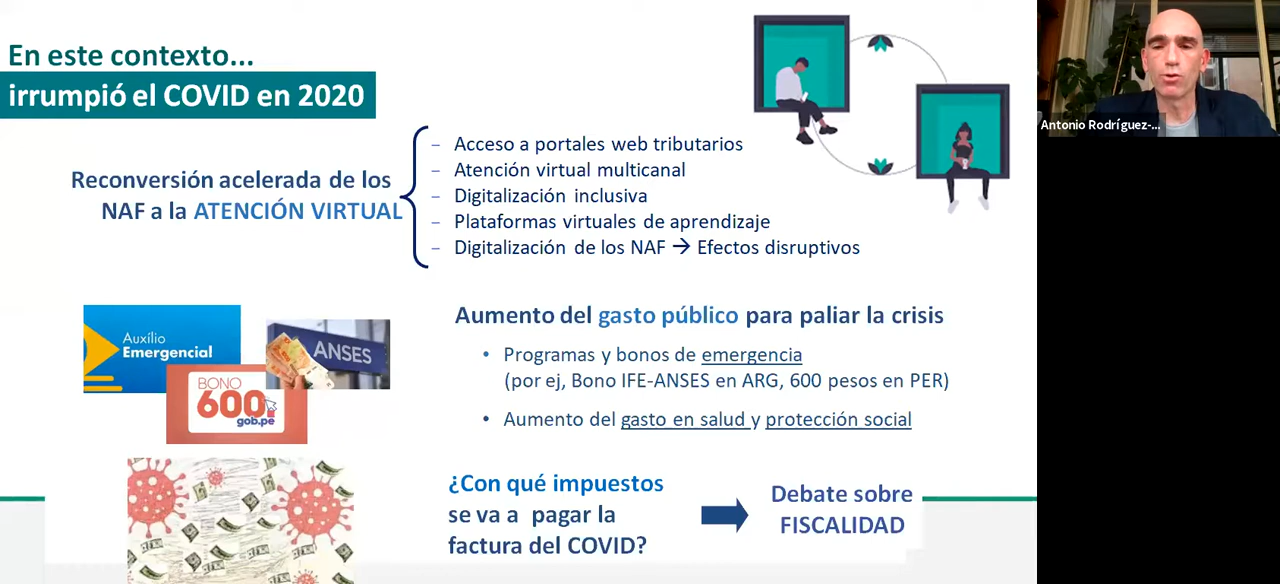 En este contexto...
irrumpió el COVID en 2020
Antonio Rodríguez-...
Reconversión acelerada de los
NAF a la ATENCIÓN VIRTUAL
– Acceso a portales web tributarios
– Atención virtual multicanal
– Digitalización inclusiva
– Plataformas virtuales de aprendizaje
– Digitalización de los NAF → Efectos disruptivos
Auxílio
Emergencial
ANSES
BONO
600
gob.pe
Aumento del gasto público para paliar la crisis
• Programas y bonos de emergencia
(por ej, Bono IFE-ANSES en ARG, 600 pesos en PER)
• Aumento del gasto en salud y protección social
¿Con qué impuestos
se va a pagar la
factura del COVID?
Debate sobre
FISCALIDAD